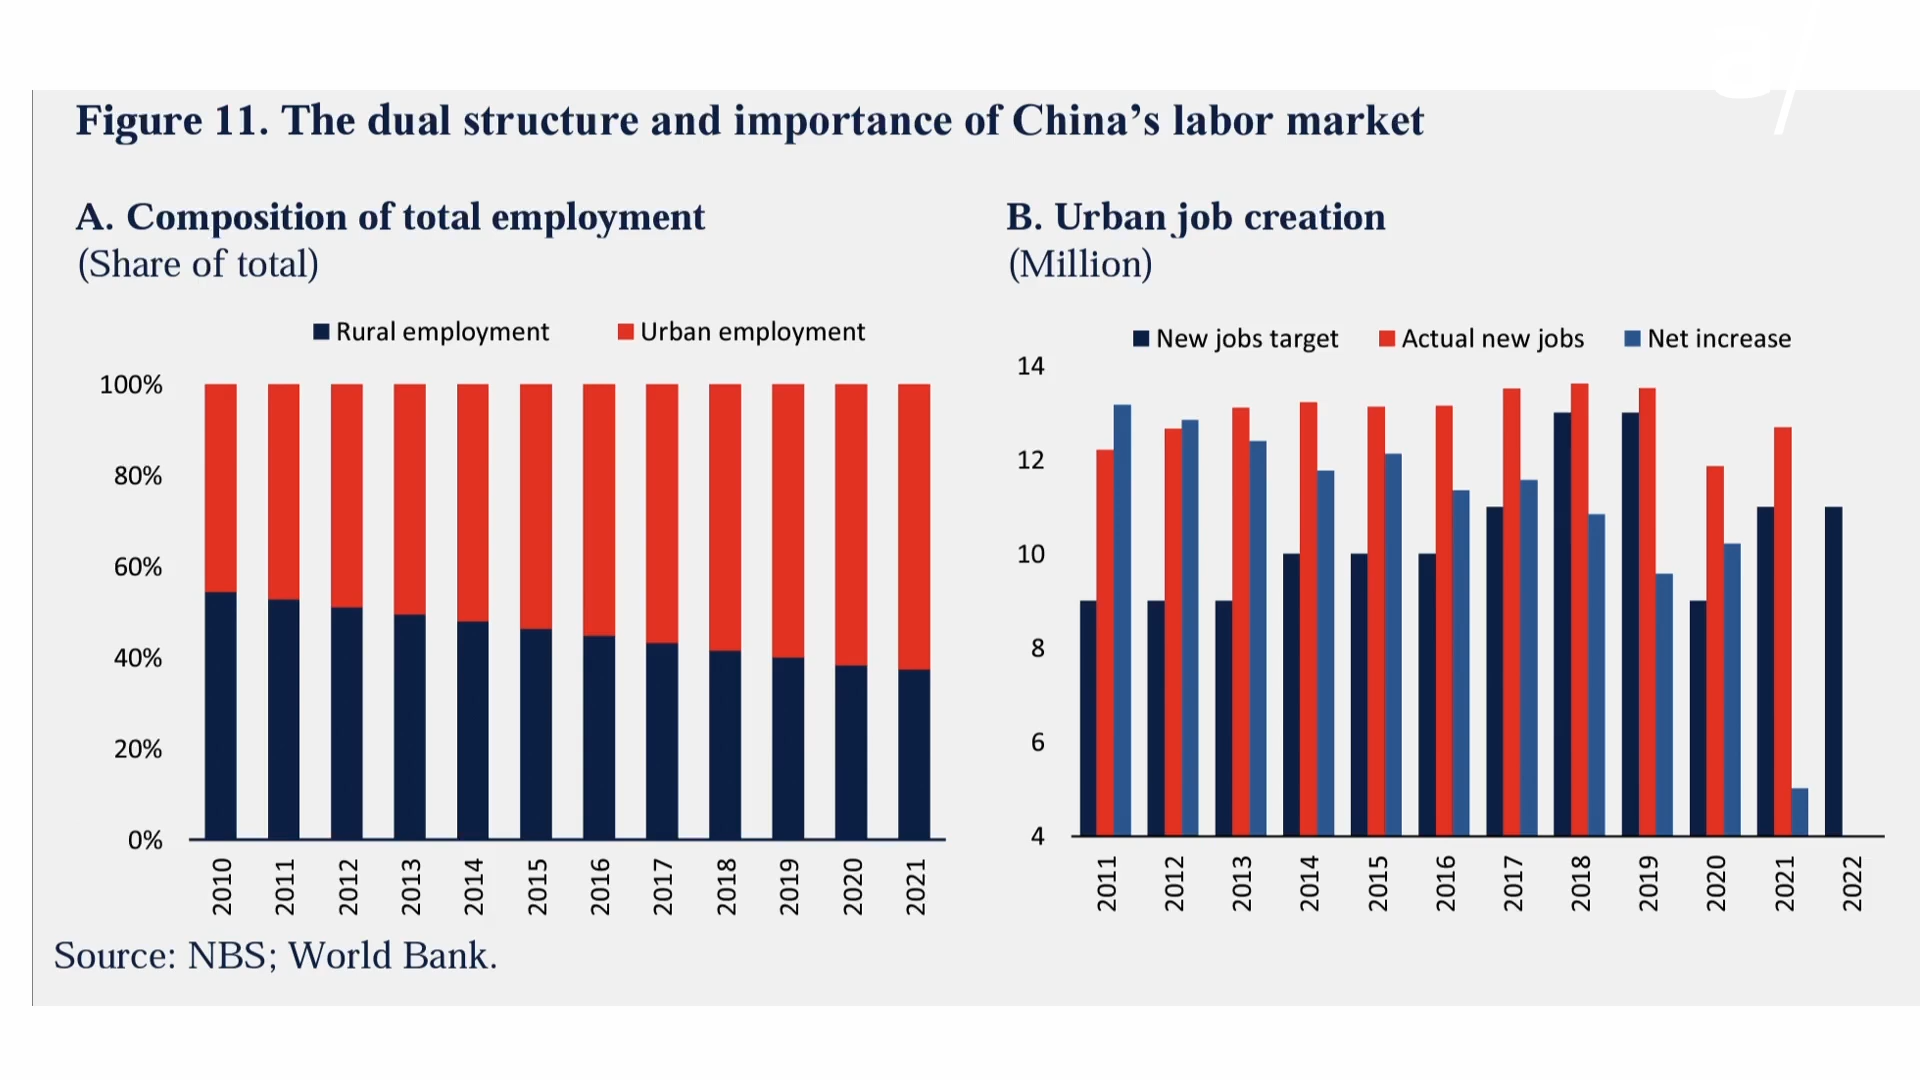 a/
Figure 11. The dual structure and importance of China’s labor market
A. Composition of total employment
(Share of total)
Rural employment Urban employment
100%
80%
60%
40%
20%
0%
2010 2011 2012 2013 2014 2015 2016 2017 2018 2019 2020 2021
B. Urban job creation
(Million)
New jobs target Actual new jobs Net increase
14
12
10
8
6
4
2011 2012 2013 2014 2015 2016 2017 2018 2019 2020 2021 2022
Source: NBS; World Bank.